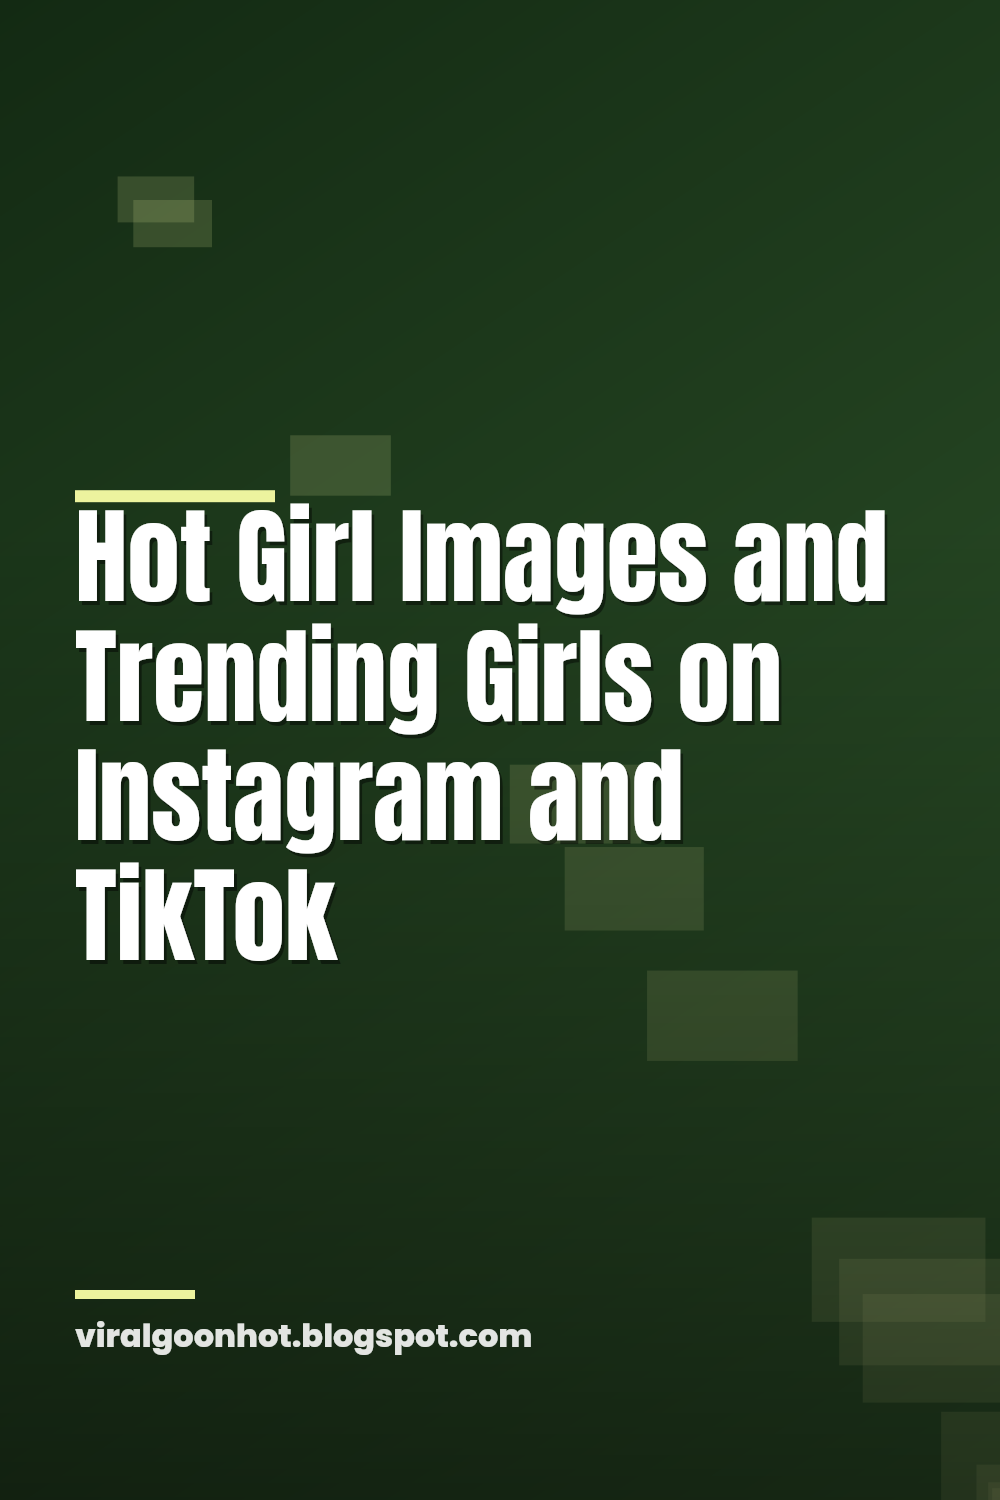 Hot Girl Images and
Trending Girls on
Instagram and
TikTok
viralgoonhot.blogspot.com